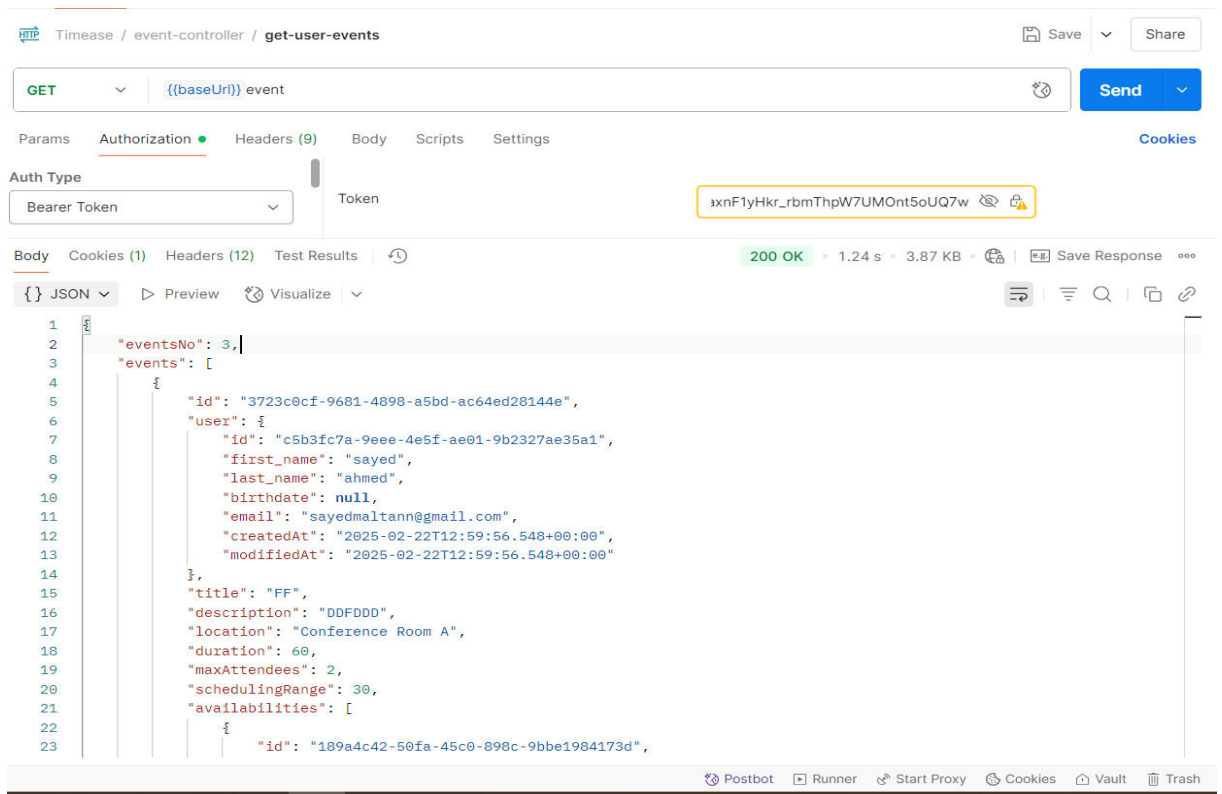 HTTP Timease / event-controller / get-user-events Save Share
GET {{baseUrl}} event Send
Params Authorization Headers (9) Body Scripts Settings Cookies
Auth Type
Bearer Token
Token
axnF1yHkr_rbmThpW7UMOnt5oUQ7w
Body Cookies (1) Headers (12) Test Results 200 OK 1.24 s 3.87 KB e.g. Save Response
{} JSON Preview Visualize
1 {
2 "eventsNo": 3,
3 "events": [
4 {
5 "id": "3723c0cf-9681-4898-a5bd-ac64ed28144e",
6 "user": {
7 "id": "c5b3fc7a-9eee-4e5f-ae01-9b2327ae35a1",
8 "first_name": "sayed",
9 "last_name": "ahmed",
10 "birthdate": null,
11 "email": "sayedmaltann@gmail.com",
12 "createdAt": "2025-02-22T12:59:56.548+00:00",
13 "modifiedAt": "2025-02-22T12:59:56.548+00:00"
14 },
15 "title": "FF",
16 "description": "DDFDDD",
17 "location": "Conference Room A",
18 "duration": 60,
19 "maxAttendees": 2,
20 "schedulingRange": 30,
21 "availabilities": [
22 {
23 "id": "189a4c42-50fa-45c0-898c-9bbe1984173d",
Postbot Runner Start Proxy Cookies Vault Trash